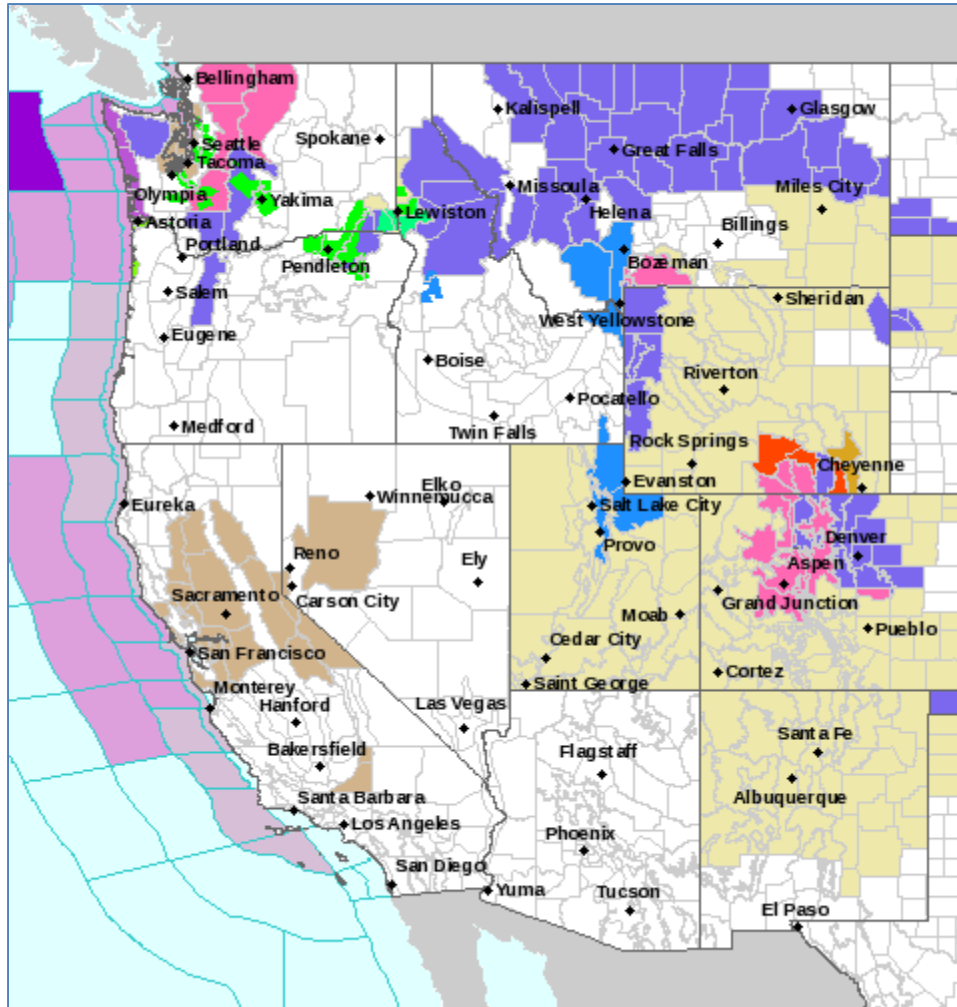 Bellingham
Kalispell
Glasgow
Spokane
Seattle
Great Falls
Tacoma
Missoula
Miles City
Olympia
Yakima
Lewiston
Helena
Astoria
Billings
Portland
Pendleton
Bozeman
Salem
Sheridan
West Yellowstone
Eugene
Boise
Riverton
Pocatello
Medford
Twin Falls
Rock Springs
Cheyenne
Elko
Evanston
Winnemucca
Eureka
Salt Lake City
Denver
Provo
Reno
Ely
Aspen
Sacramento
Carson City
Grand Junction
Moab
Pueblo
Cedar City
San Francisco
Cortez
Saint George
Monterey
Hanford
Las Vegas
Santa Fe
Bakersfield
Flagstaff
Albuquerque
Santa Barbara
Los Angeles
Phoenix
San Diego
Yuma
Tucson
El Paso